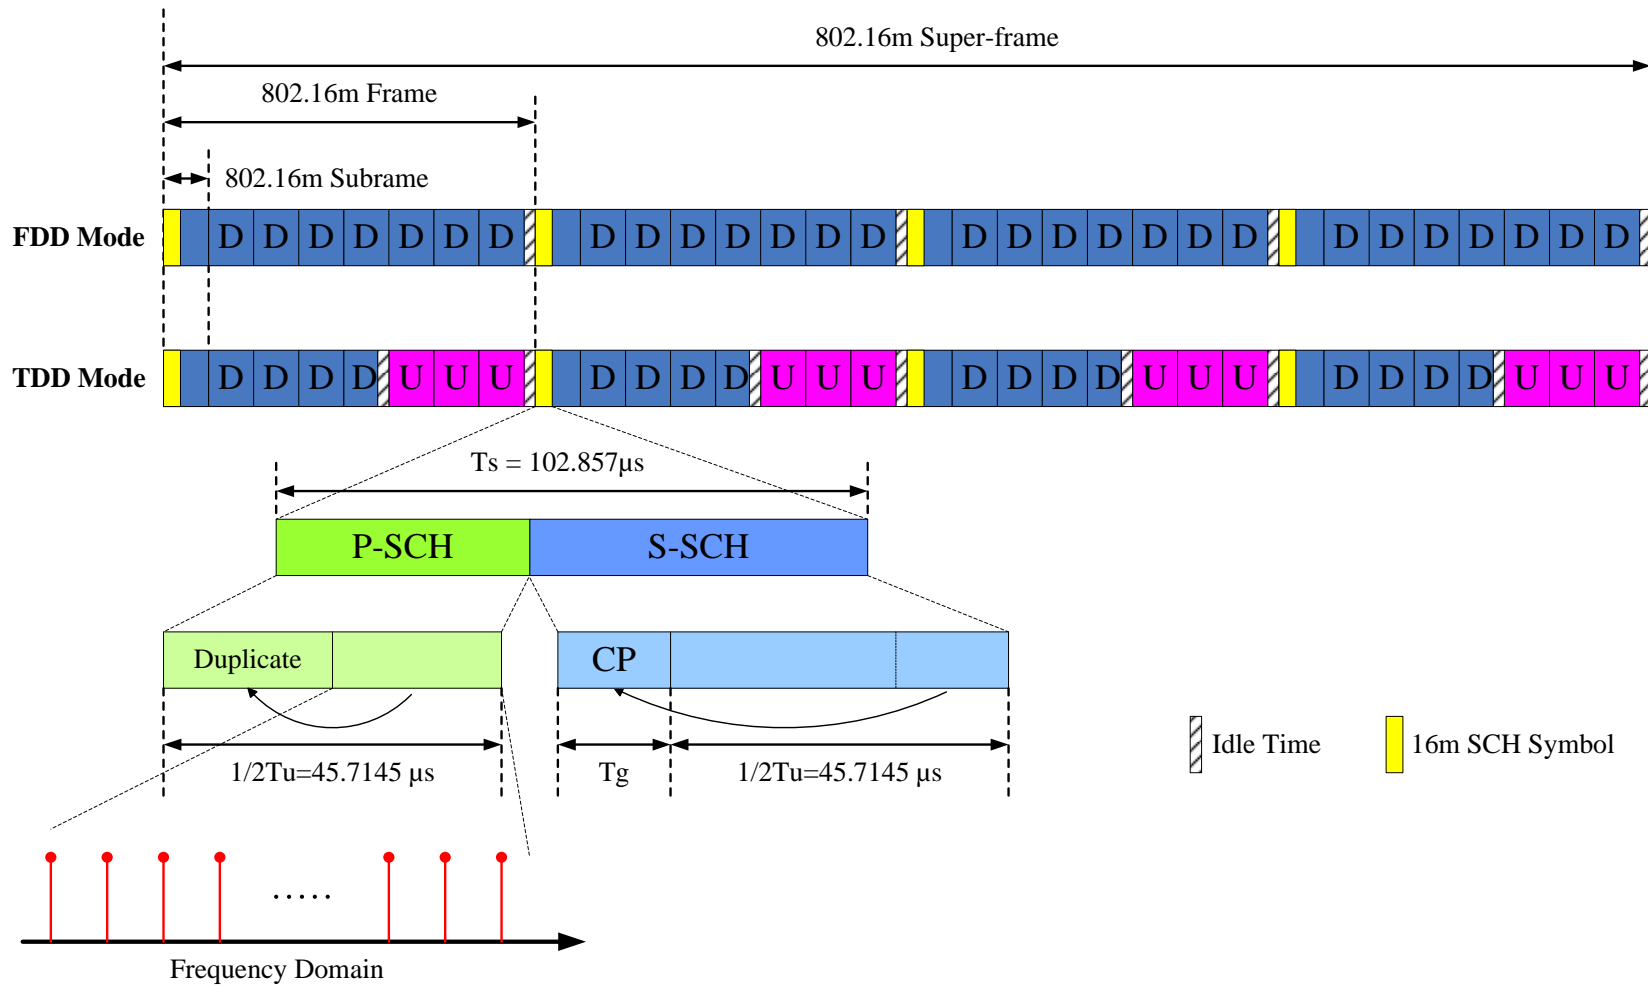 802.16m Super-frame
802.16m Frame
802.16m Subrame
FDD Mode D D D D D D D D D D D D D D D D D D D D D D D D D D D D
TDD Mode D D D D U U U D D D D U U U D D D D U U U D D D D U U U
Ts = 102.857μs
P-SCH S-SCH
Duplicate CP
1/2Tu=45.7145 μs Tg 1/2Tu=45.7145 μs
Idle Time 16m SCH Symbol
.....
Frequency Domain